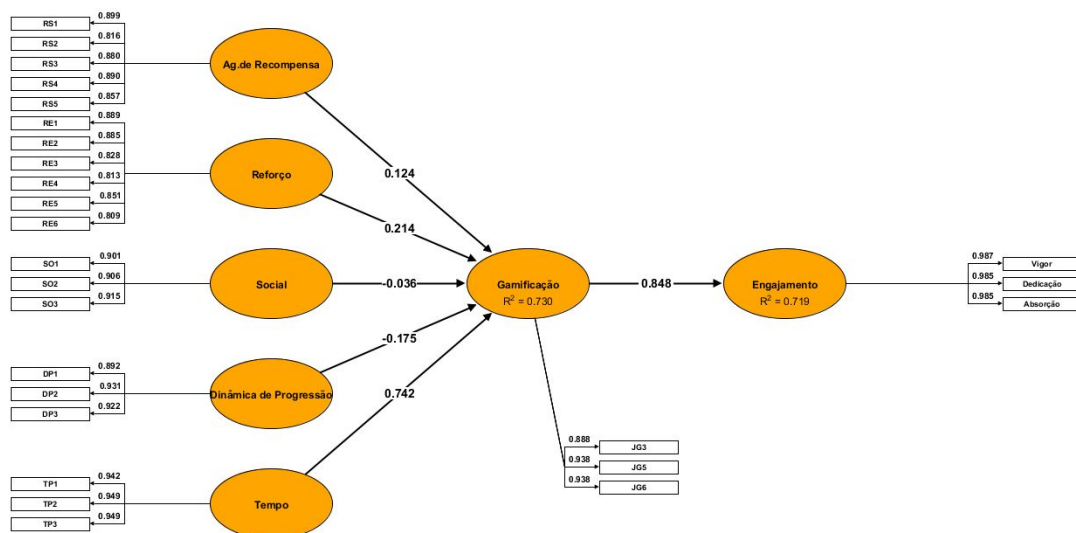 RS1 0.899
RS2 0.816
RS3 0.880
RS4 0.890
RS5 0.857
Ag.de Recompensa
RE1 0.889
RE2 0.885
RE3 0.828
RE4 0.813
RE5 0.851
RE6 0.809
Reforço
SO1 0.901
SO2 0.906
SO3 0.915
Social
DP1 0.892
DP2 0.931
DP3 0.922
Dinâmica de Progressão
TP1 0.942
TP2 0.949
TP3 0.949
Tempo
0.124
0.214
-0.036
-0.175
0.742
Gamificação
R² = 0.730
0.888 JG3
0.938 JG5
0.938 JG6
0.848
Engajamento
R² = 0.719
0.987 Vigor
0.985 Dedicação
0.985 Absorção